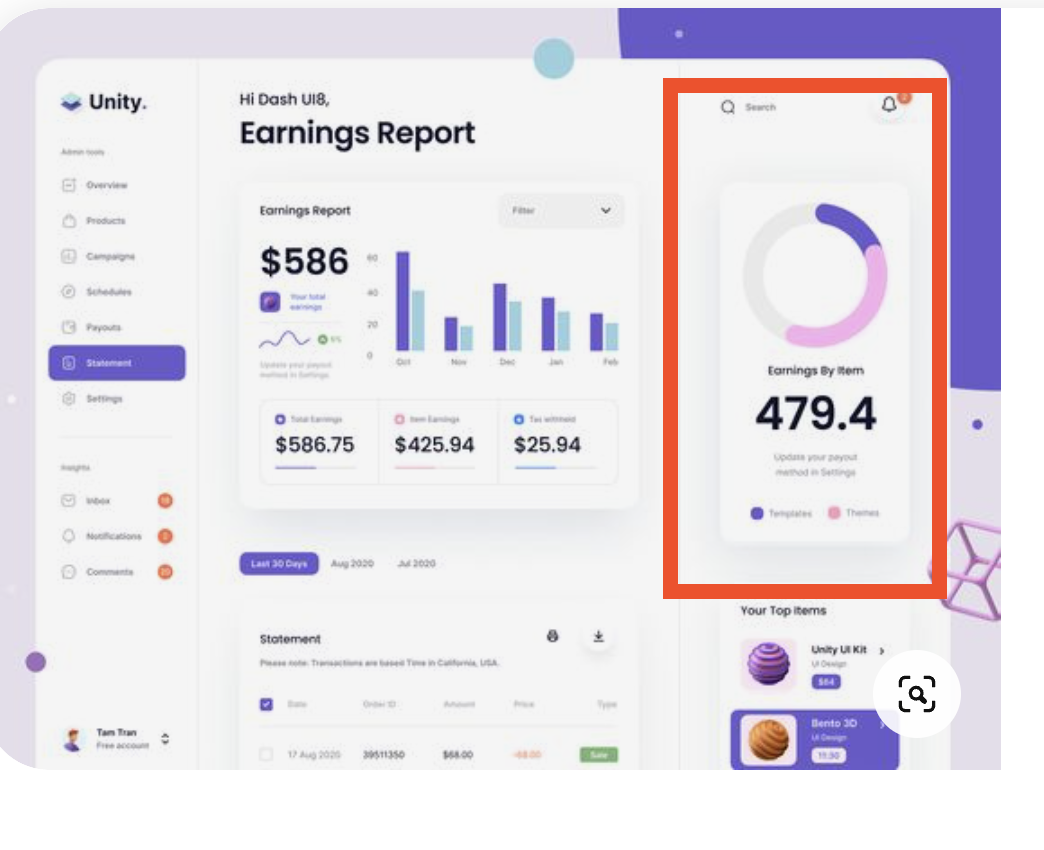 Unity.
Admin tools
Overview
Products
Campaigns
Schedules
Payouts
Statement
Settings
Insights
Inbox
Notifications
Comments
Tam Tran
Free account
Hi Dash UI8,
Earnings Report
Earnings Report
Filter
$586
Your total
earnings
60
40
20
0
Oct Nov Dec Jan Feb
Update your payout
method in Settings
Total Earnings
$586.75
Item Earnings
$425.94
Tax withheld
$25.94
Last 30 Days Aug 2020 Jul 2020
Statement
Please note: Transactions are based Time in California, USA.
Date Order ID Amount Price Type
17 Aug 2020 39511350 $68.00 -68.00 Sale
Search
Earnings By Item
479.4
Update your payout
method in Settings
Templates Themes
Your Top Items
Unity UI Kit
UI Design
$64
Bento 3D
UI Design
11.30